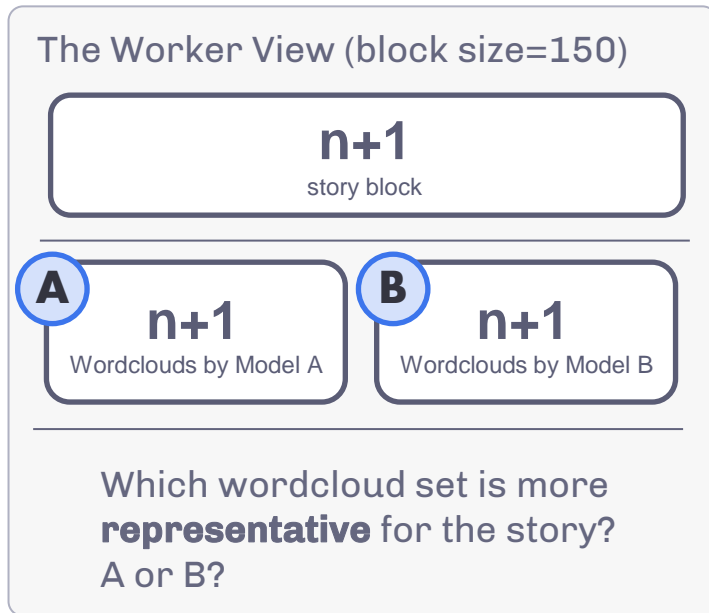 The Worker View (block size=150)
n+1
story block
A
B
n+1
n+1
Wordclouds by Model A
Wordclouds by Model B
Which wordcloud set is more
representative for the story?
A or B?